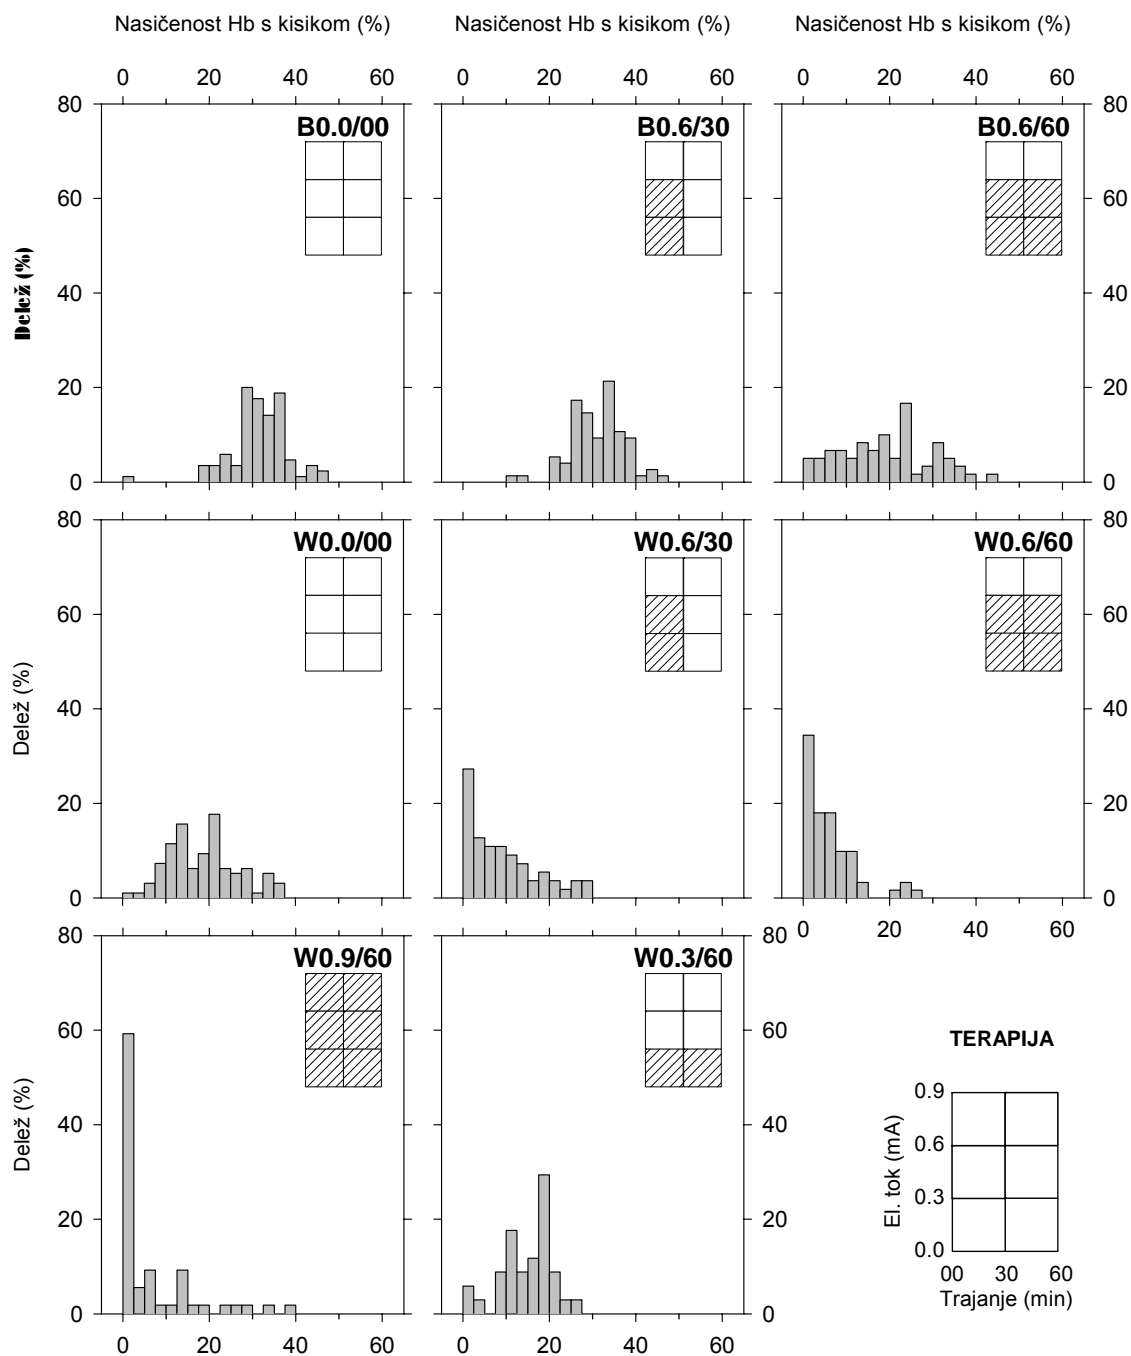 Nasičenost Hb s kisikom (%) Nasičenost Hb s kisikom (%) Nasičenost Hb s kisikom (%)
0 20 40 60 0 20 40 60 0 20 40 60
80 80
B0.0/00 B0.6/30 B0.6/60
60 60
Delež (%)
40 40
20 20
0 0
80 80
W0.0/00 W0.6/30 W0.6/60
60 60
Delež (%)
40 40
20 20
0 0
0 20 40 60
80 80
W0.9/60 W0.3/60
60 60
Delež (%)
40 40
20 20
0 0
0 20 40 60 0 20 40 60
TERAPIJA
El. tok (mA)
0.9
0.6
0.3
0.0
00 30 60
Trajanje (min)